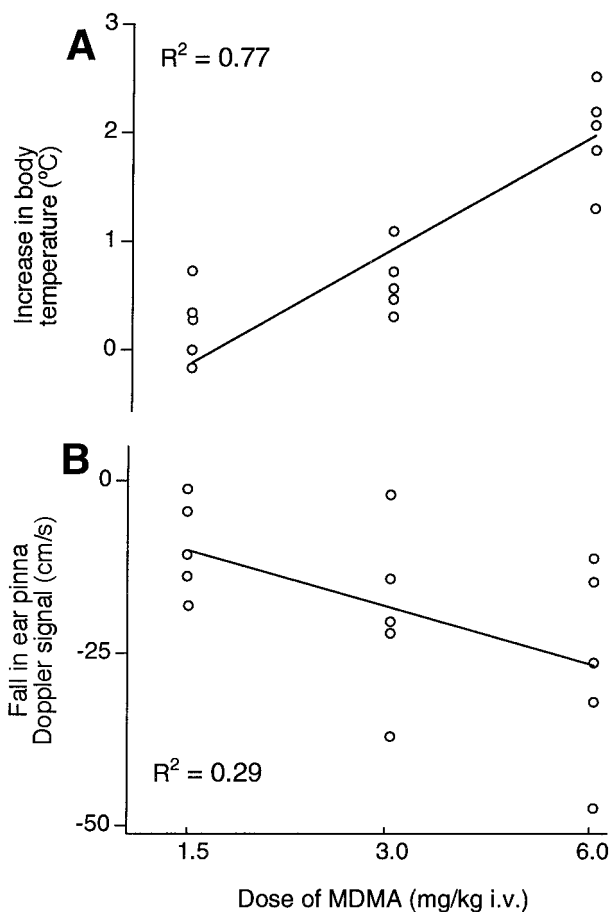 A
R² = 0.77
3
2
1
0
Increase in body
temperature (ºC)
B
0
-25
-50
Fall in ear pinna
Doppler signal (cm/s)
R² = 0.29
1.5 3.0 6.0
Dose of MDMA (mg/kg i.v.)